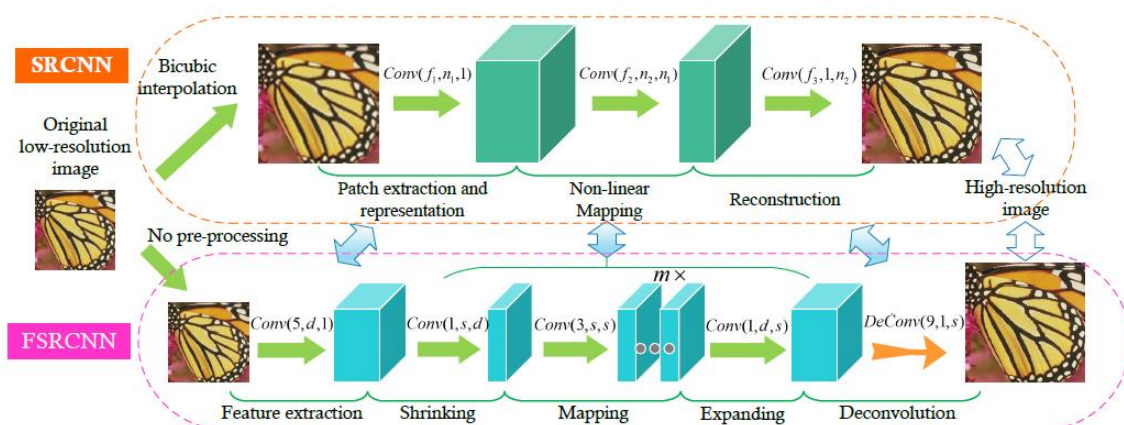 SRCNN
Original
low-resolution
image
Bicubic
interpolation
Conv(f₁,n₁,1)
Conv(f₂,n₂,n₁)
Conv(f₃,1,n₂)
Patch extraction and
representation
Non-linear
Mapping
Reconstruction
High-resolution
image
No pre-processing
FSRCNN
m ×
Conv(5,d,1)
Conv(1,s,d)
Conv(3,s,s)
Conv(1,d,s)
DeConv(9,1,s)
Feature extraction
Shrinking
Mapping
Expanding
Deconvolution